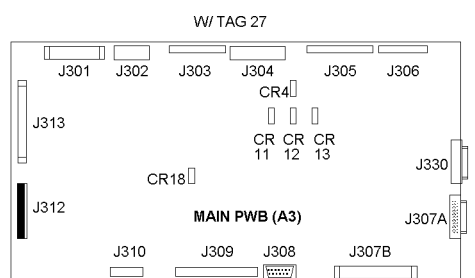 W/ TAG 27
J301 J302 J303 J304 J305 J306
CR4
J313
CR CR CR
11 12 13
J330
CR18
J312
MAIN PWB (A3)
J307A
J310 J309 J308 J307B